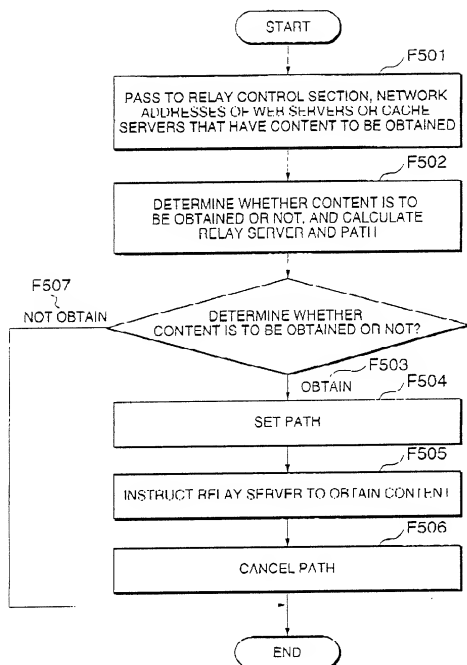 START
F501
PASS TO RELAY CONTROL SECTION, NETWORK
ADDRESSES OF WEB SERVERS OR CACHE
SERVERS THAT HAVE CONTENT TO BE OBTAINED
F502
DETERMINE WHETHER CONTENT IS TO
BE OBTAINED OR NOT, AND CALCULATE
RELAY SERVER AND PATH
F507
NOT OBTAIN
DETERMINE WHETHER
CONTENT IS TO BE OBTAINED OR NOT?
F503
OBTAIN
F504
SET PATH
F505
INSTRUCT RELAY SERVER TO OBTAIN CONTENT
F506
CANCEL PATH
END